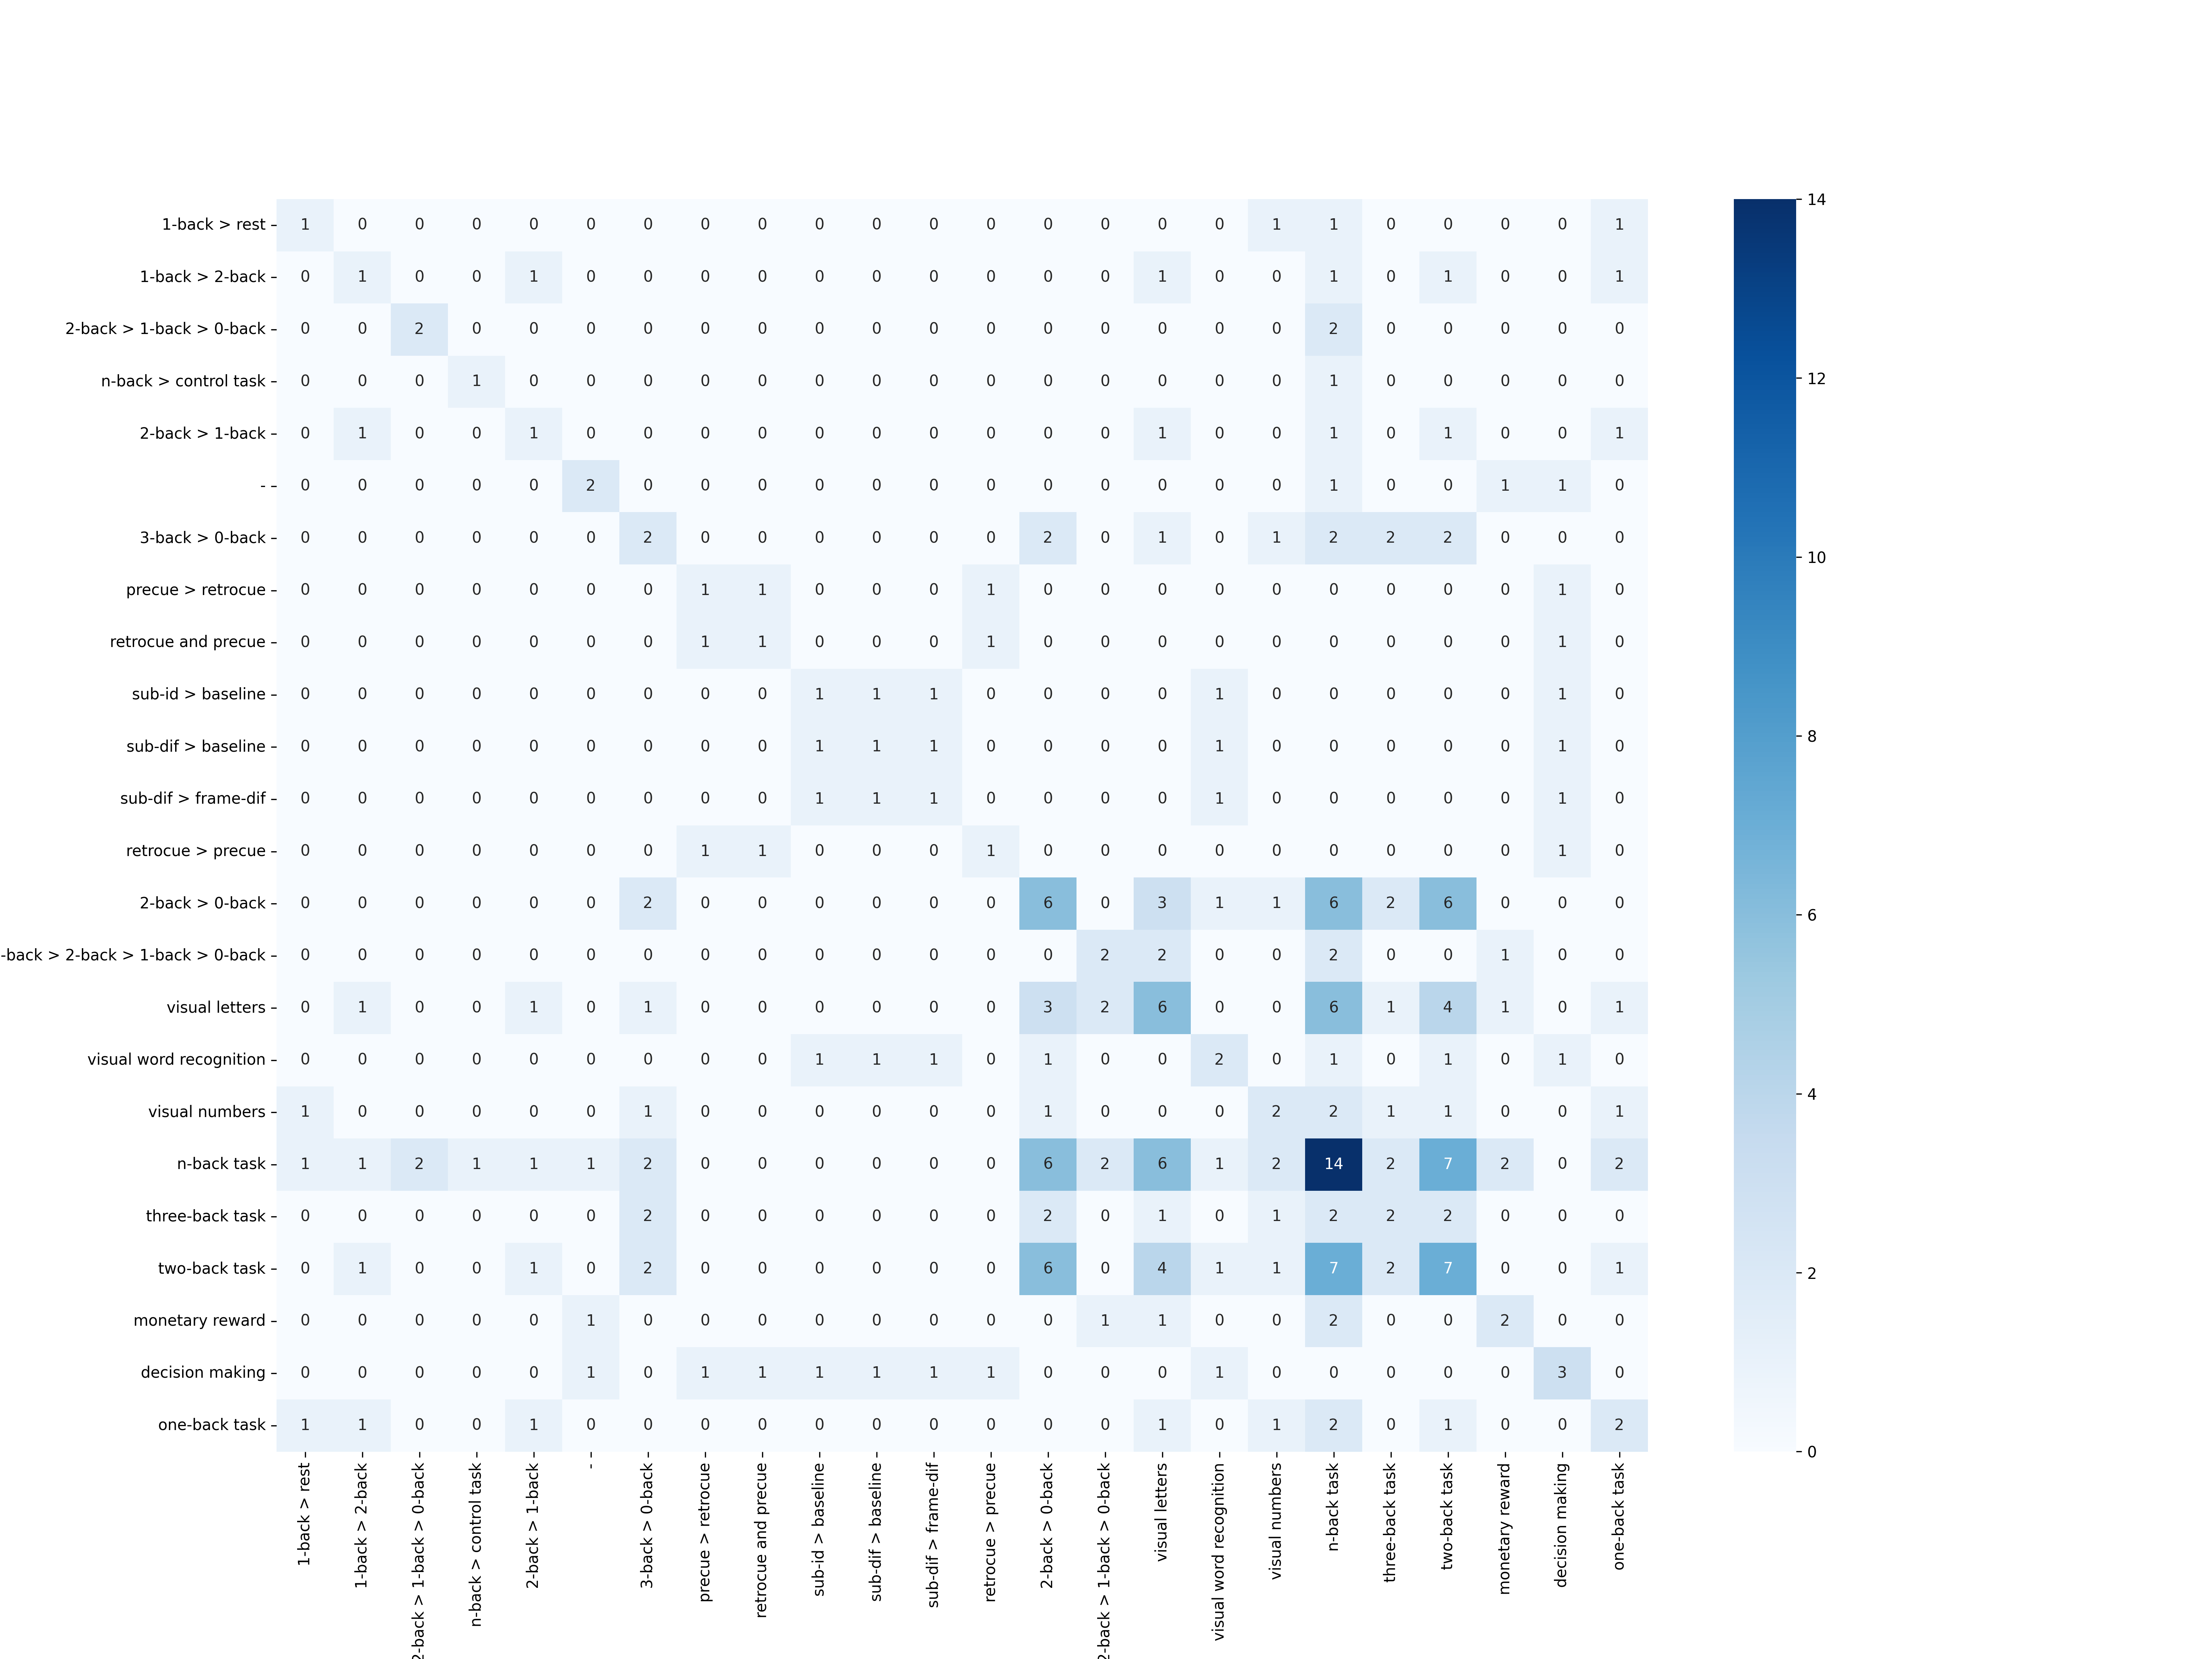 1-back > rest 1 0 0 0 0 0 0 0 0 0 0 0 0 0 0 0 0 1 1 0 0 0 0 1
1-back > 2-back 0 1 0 0 1 0 0 0 0 0 0 0 0 0 0 1 0 0 1 0 1 0 0 1
2-back > 1-back > 0-back 0 0 2 0 0 0 0 0 0 0 0 0 0 0 0 0 0 0 2 0 0 0 0 0
n-back > control task 0 0 0 1 0 0 0 0 0 0 0 0 0 0 0 0 0 0 1 0 0 0 0 0
2-back > 1-back 0 1 0 0 1 0 0 0 0 0 0 0 0 0 0 1 0 0 1 0 1 0 0 1
- 0 0 0 0 0 2 0 0 0 0 0 0 0 0 0 0 0 0 1 0 0 1 1 0
3-back > 0-back 0 0 0 0 0 0 2 0 0 0 0 0 0 2 0 1 0 1 2 2 2 0 0 0
precue > retrocue 0 0 0 0 0 0 0 1 1 0 0 0 1 0 0 0 0 0 0 0 0 0 1 0
retrocue and precue 0 0 0 0 0 0 0 1 1 0 0 0 1 0 0 0 0 0 0 0 0 0 1 0
sub-id > baseline 0 0 0 0 0 0 0 0 0 1 1 1 0 0 0 0 1 0 0 0 0 0 1 0
sub-dif > baseline 0 0 0 0 0 0 0 0 0 1 1 1 0 0 0 0 1 0 0 0 0 0 1 0
sub-dif > frame-dif 0 0 0 0 0 0 0 0 0 1 1 1 0 0 0 0 1 0 0 0 0 0 1 0
retrocue > precue 0 0 0 0 0 0 0 1 1 0 0 0 1 0 0 0 0 0 0 0 0 0 1 0
2-back > 0-back 0 0 0 0 0 0 2 0 0 0 0 0 0 6 0 3 1 1 6 2 6 0 0 0
-back > 2-back > 1-back > 0-back 0 0 0 0 0 0 0 0 0 0 0 0 0 0 2 2 0 0 2 0 0 1 0 0
visual letters 0 1 0 0 1 0 1 0 0 0 0 0 0 3 2 6 0 0 6 1 4 1 0 1
visual word recognition 0 0 0 0 0 0 0 0 0 1 1 1 0 1 0 0 2 0 1 0 1 0 1 0
visual numbers 1 0 0 0 0 0 1 0 0 0 0 0 0 1 0 0 0 2 2 1 1 0 0 1
n-back task 1 1 2 1 1 1 2 0 0 0 0 0 0 6 2 6 1 2 14 2 7 2 0 2
three-back task 0 0 0 0 0 0 2 0 0 0 0 0 0 2 0 1 0 1 2 2 2 0 0 0
two-back task 0 1 0 0 1 0 2 0 0 0 0 0 0 6 0 4 1 1 7 2 7 0 0 1
monetary reward 0 0 0 0 0 1 0 0 0 0 0 0 0 0 1 1 0 0 2 0 0 2 0 0
decision making 0 0 0 0 0 1 0 1 1 1 1 1 1 0 0 0 1 0 0 0 0 0 3 0
one-back task 1 1 0 0 1 0 0 0 0 0 0 0 0 0 0 1 0 1 2 0 1 0 0 2
1-back > rest
1-back > 2-back
2-back > 1-back > 0-back
n-back > control task
2-back > 1-back
-
3-back > 0-back
precue > retrocue
retrocue and precue
sub-id > baseline
sub-dif > baseline
sub-dif > frame-dif
retrocue > precue
2-back > 0-back
2-back > 1-back > 0-back
visual letters
visual word recognition
visual numbers
n-back task
three-back task
two-back task
monetary reward
decision making
one-back task
14
12
10
8
6
4
2
0